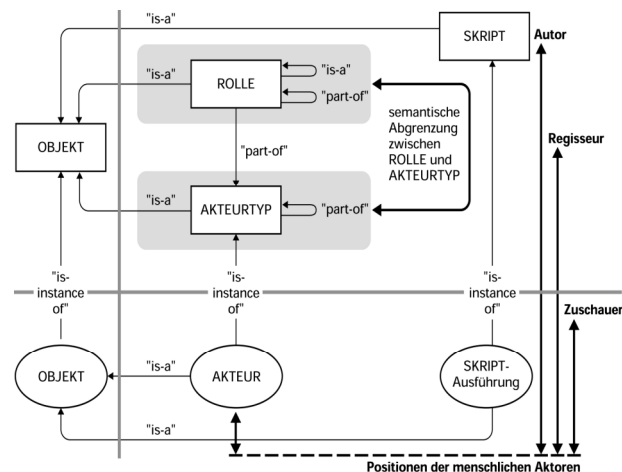 "is-a"
SKRIPT
Autor
"is-a"
ROLLE
"is-a"
"part-of"
semantische
Abgrenzung
zwischen
ROLLE und
AKTEURTYP
Regisseur
OBJEKT
"part-of"
"is-a"
AKTEURTYP
"part-of"
"is-
instance
of"
"is-
instance
of"
"is-
instance
of"
Zuschauer
OBJEKT
"is-a"
AKTEUR
SKRIPT-
Ausführung
"is-a"
Positionen der menschlichen Aktoren